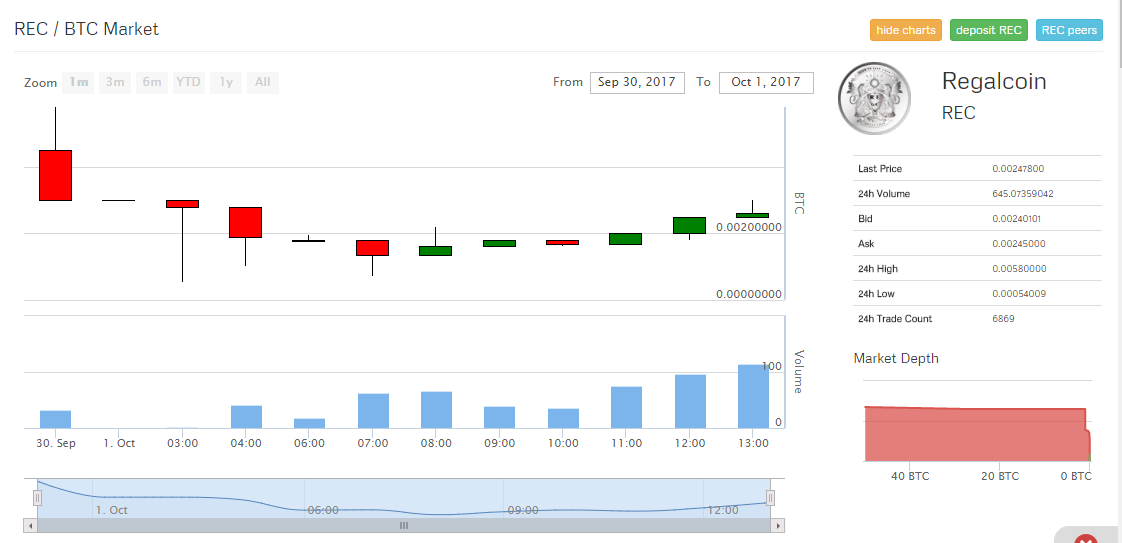 REC / BTC Market
hide charts
deposit REC
REC peers
Zoom 1m 3m 6m YTD 1y All
From Sep 30, 2017 To Oct 1, 2017
BTC
0.00200000
0.00000000
Volume
100
0
30. Sep 1. Oct 03:00 04:00 06:00 07:00 08:00 09:00 10:00 11:00 12:00 13:00
1. Oct 06:00 09:00 12:00
Regalcoin
REC
Last Price 0.00247800
24h Volume 645.07359042
Bid 0.00240101
Ask 0.00245000
24h High 0.00580000
24h Low 0.00054009
24h Trade Count 6869
Market Depth
40 BTC 20 BTC 0 BTC